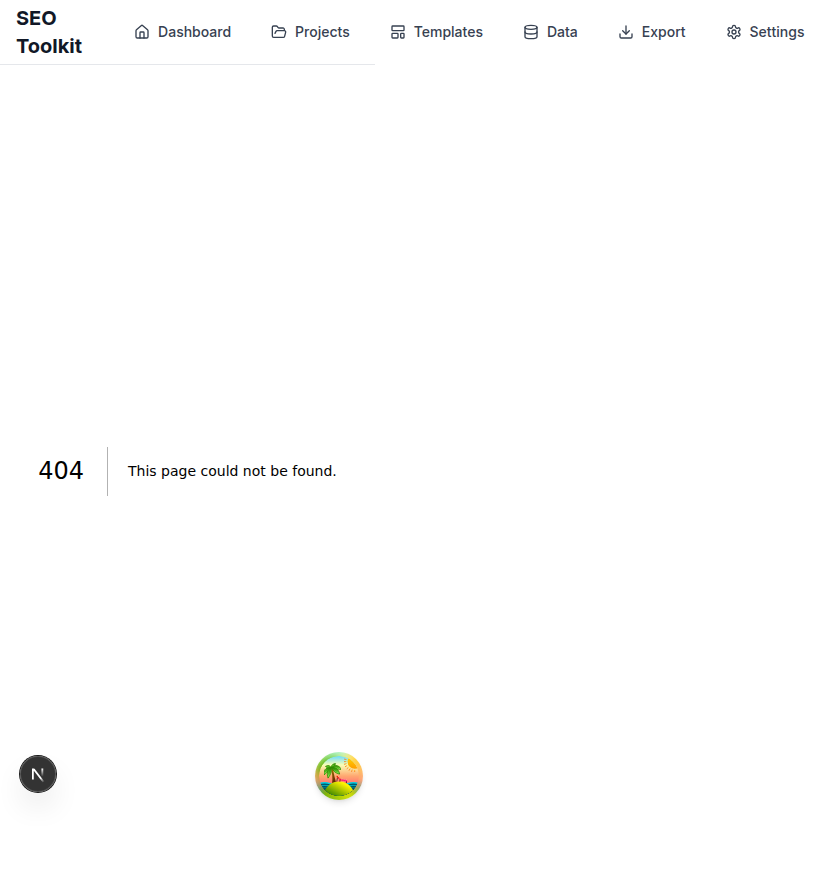 SEO
Toolkit
Dashboard
Projects
Templates
Data
Export
Settings
404
This page could not be found.
N